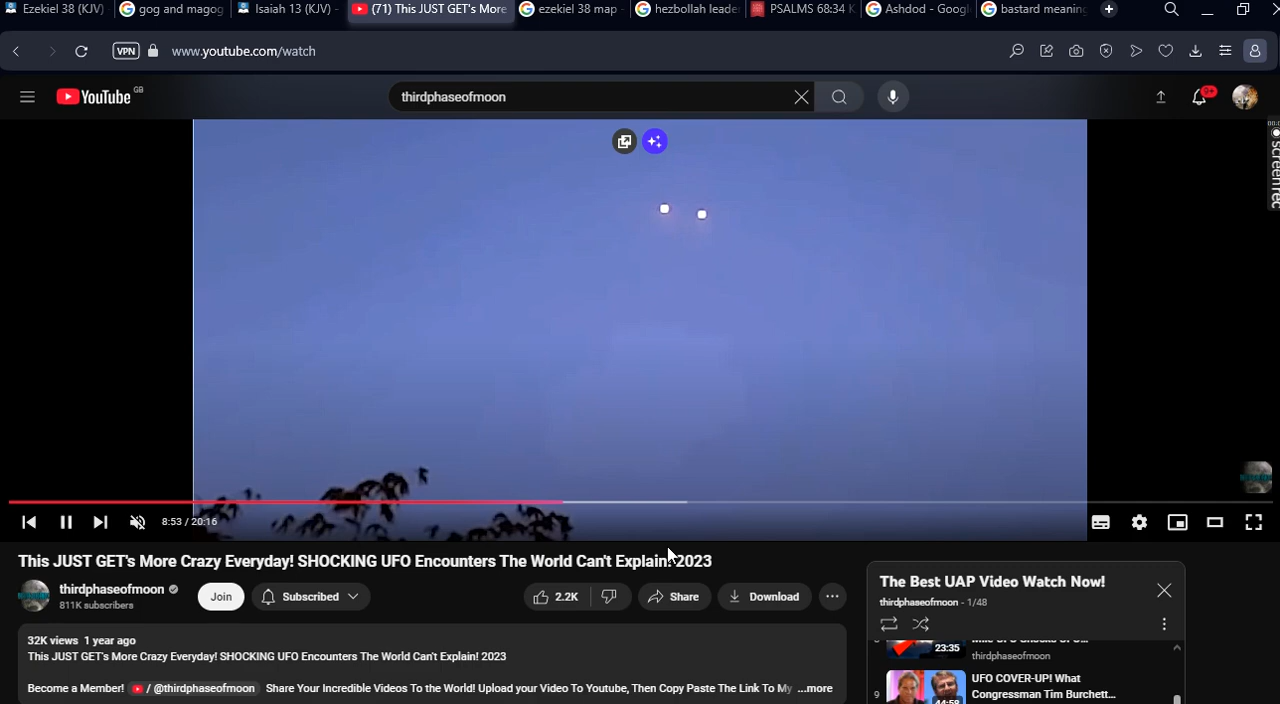 Ezekiel 38 (KJV)
gog and magog
Isaiah 13 (KJV) -
(71) This JUST GET's More
ezekiel 38 map -
hezbollah leade
PSALMS 68:34 K
Ashdod - Googl
bastard meanin
VPN
www.youtube.com/watch
YouTube GB
thirdphaseofmoon
9+
screenrec
8:53 / 20:16
This JUST GET's More Crazy Everyday! SHOCKING UFO Encounters The World Can't Explain! 2023
thirdphaseofmoon
811K subscribers
Join
Subscribed
2.2K
Share
Download
32K views 1 year ago
This JUST GET's More Crazy Everyday! SHOCKING UFO Encounters The World Can't Explain! 2023
Become a Member! / @thirdphaseofmoon Share Your Incredible Videos To the World! Upload your Video To Youtube, Then Copy Paste The Link To My ...more
The Best UAP Video Watch Now!
thirdphaseofmoon - 1/48
23:35
thirdphaseofmoon
9
44:58
UFO COVER-UP! What
Congressman Tim Burchett...